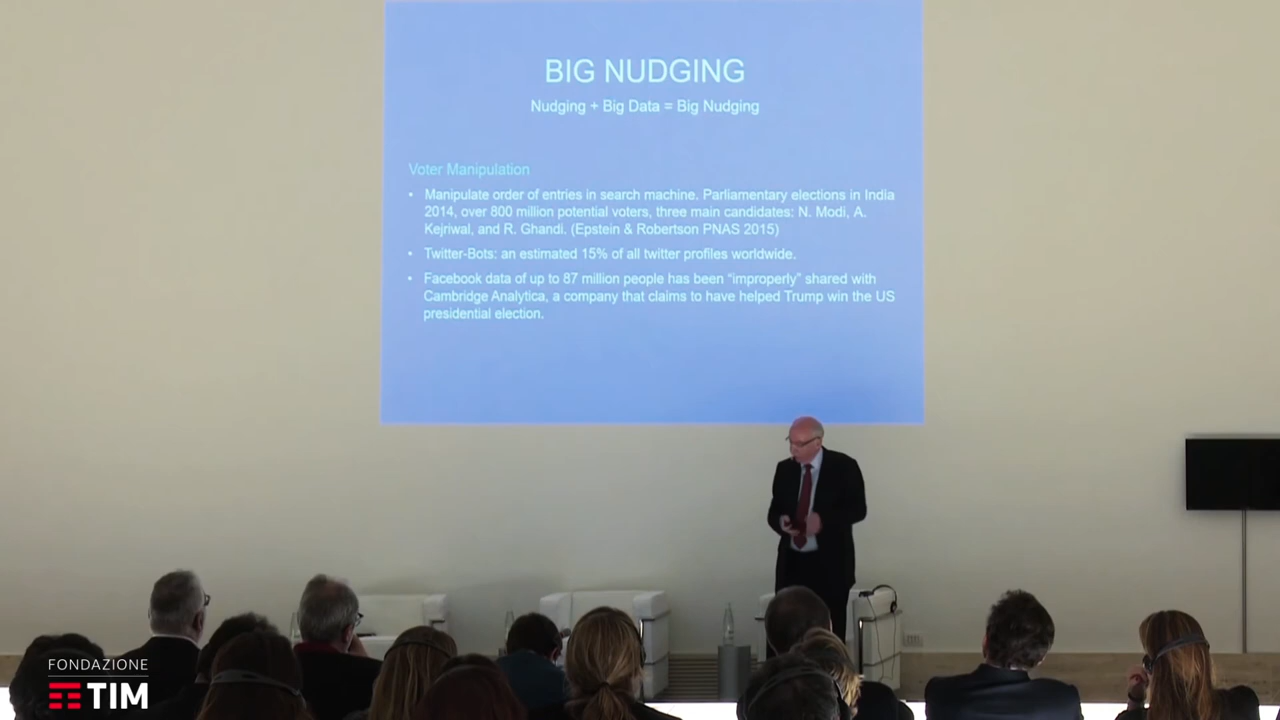 BIG NUDGING
Nudging + Big Data = Big Nudging
Voter Manipulation
• Manipulate order of entries in search machine. Parliamentary elections in India
2014, over 800 million potential voters, three main candidates: N. Modi, A.
Kejriwal, and R. Ghandi. (Epstein & Robertson PNAS 2015)
• Twitter-Bots: an estimated 15% of all twitter profiles worldwide.
• Facebook data of up to 87 million people has been “improperly” shared with
Cambridge Analytica, a company that claims to have helped Trump win the US
presidential election.
FONDAZIONE
TIM